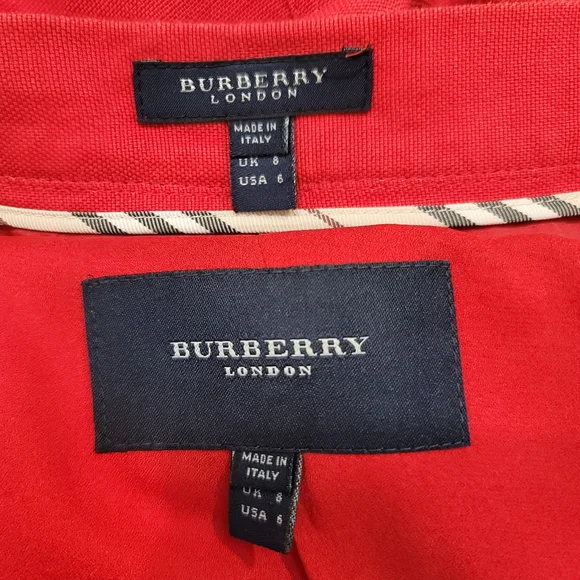 BURBERRY
LONDON
MADE IN
ITALY
UK 8
USA 6
BURBERRY
LONDON
MADE IN
ITALY
UK 8
USA 6